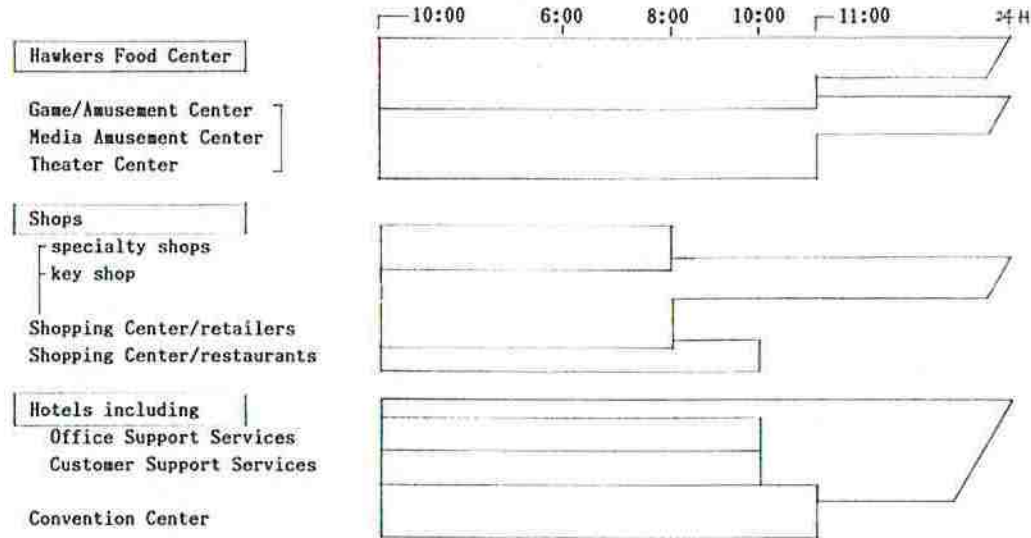 10:00 6:00 8:00 10:00 11:00 24H
Hawkers Food Center
Game/Amusement Center
Media Amusement Center
Theater Center
Shops
specialty shops
key shop
Shopping Center/retailers
Shopping Center/restaurants
Hotels including
Office Support Services
Customer Support Services
Convention Center